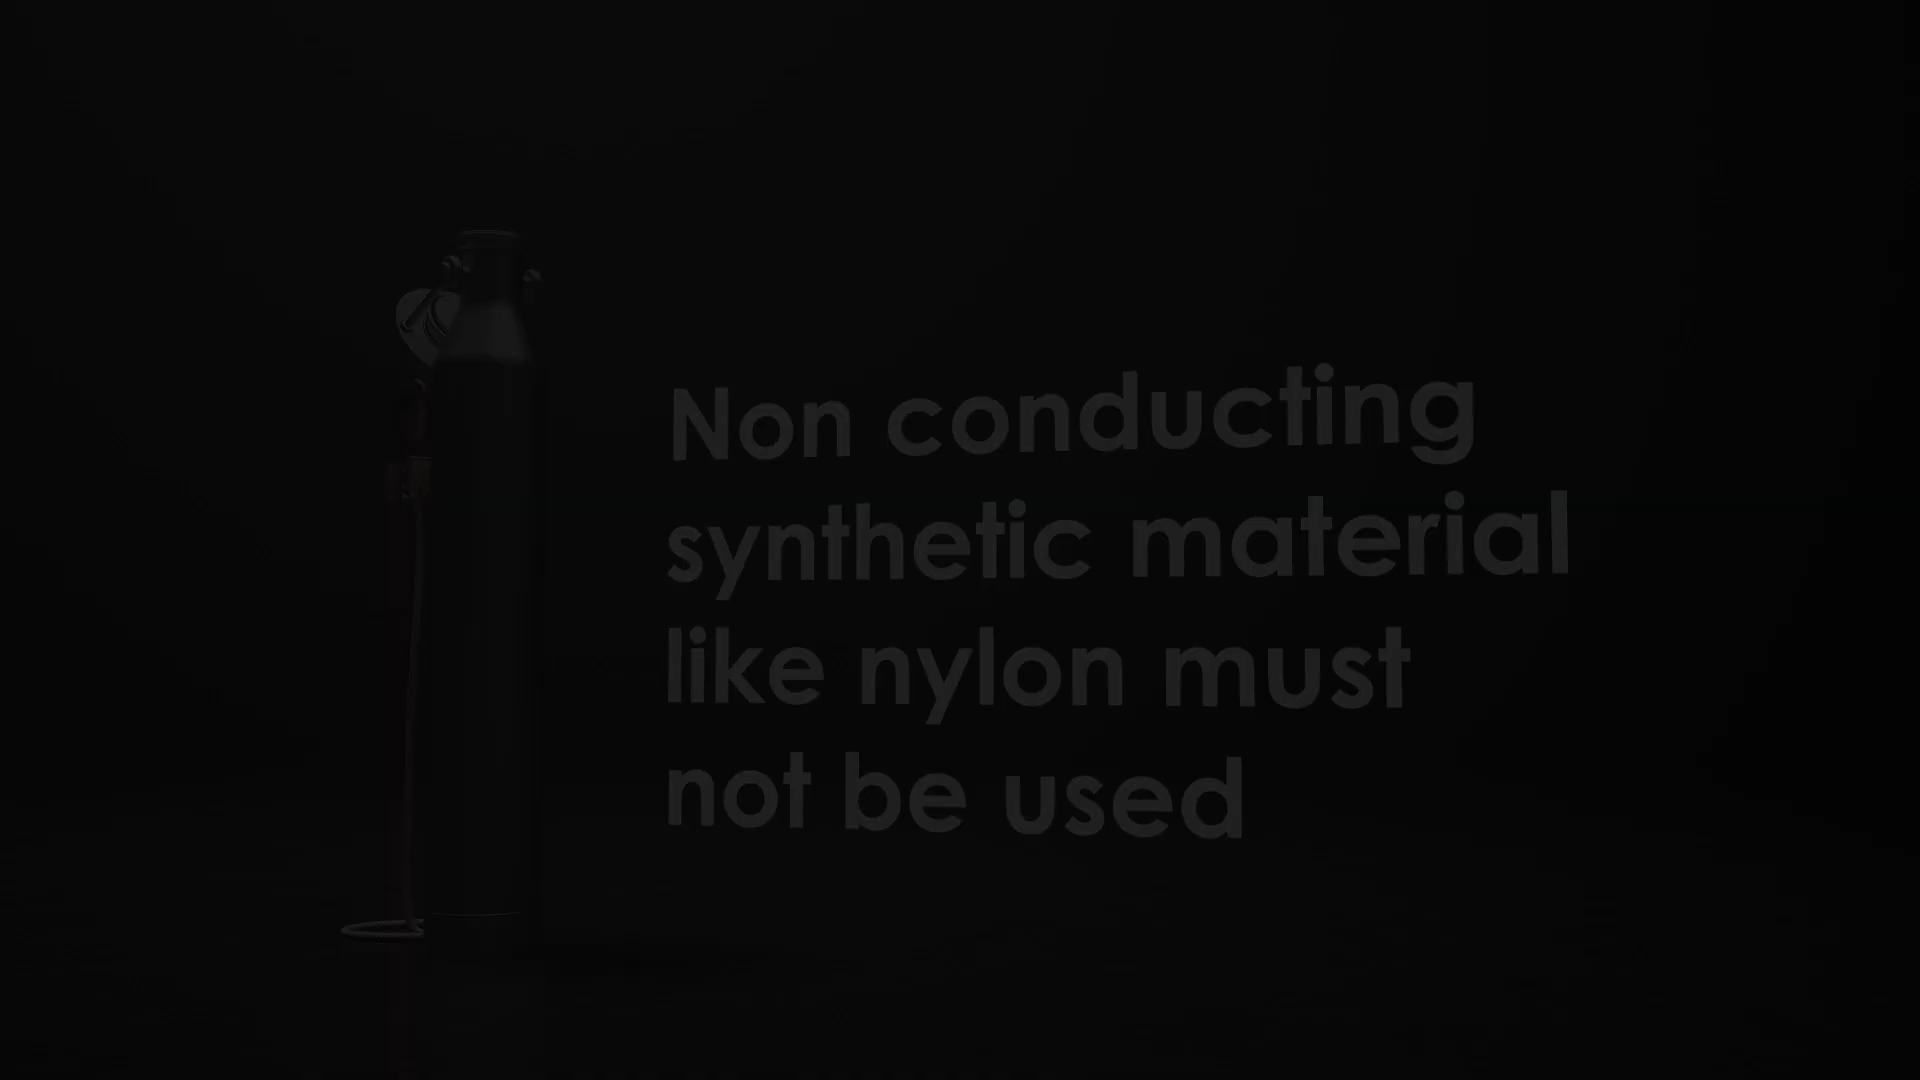 Non conducting
synthetic material
like nylon must
not be used